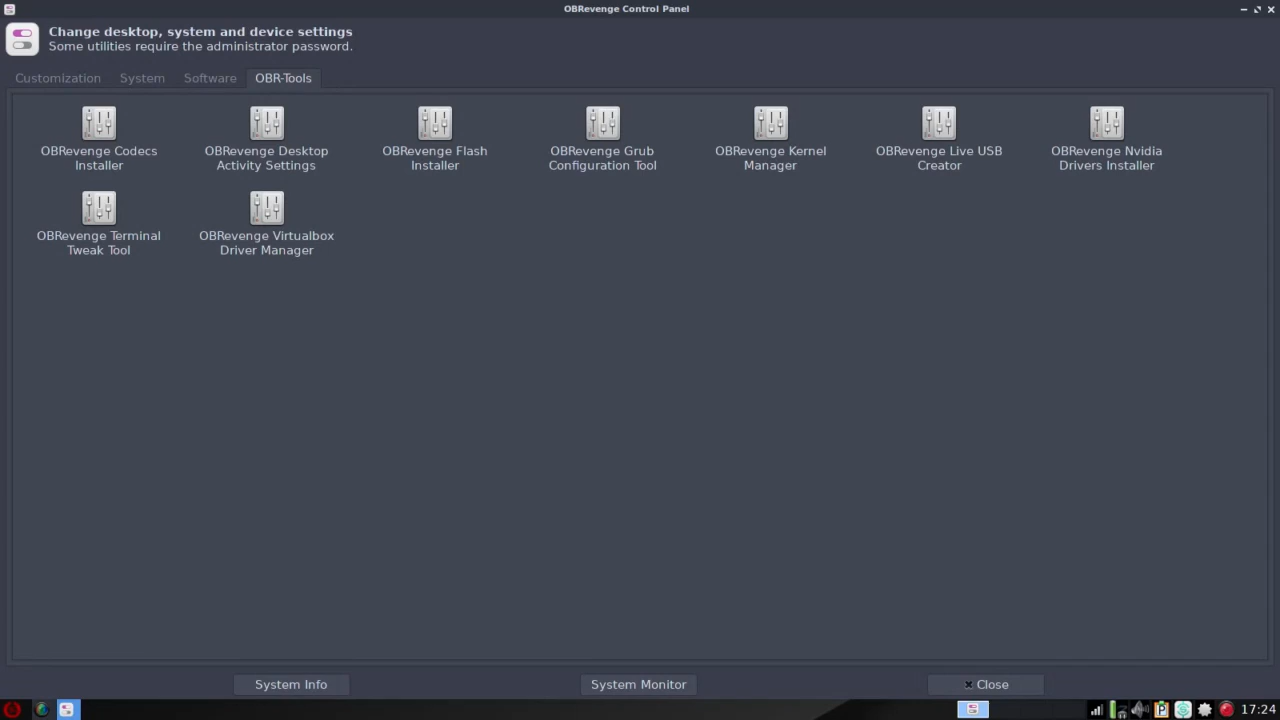 OBRevenge Control Panel
Change desktop, system and device settings
Some utilities require the administrator password.
Customization System Software OBR-Tools
OBRevenge Codecs
Installer
OBRevenge Desktop
Activity Settings
OBRevenge Flash
Installer
OBRevenge Grub
Configuration Tool
OBRevenge Kernel
Manager
OBRevenge Live USB
Creator
OBRevenge Nvidia
Drivers Installer
OBRevenge Terminal
Tweak Tool
OBRevenge Virtualbox
Driver Manager
System Info System Monitor Close
17:24